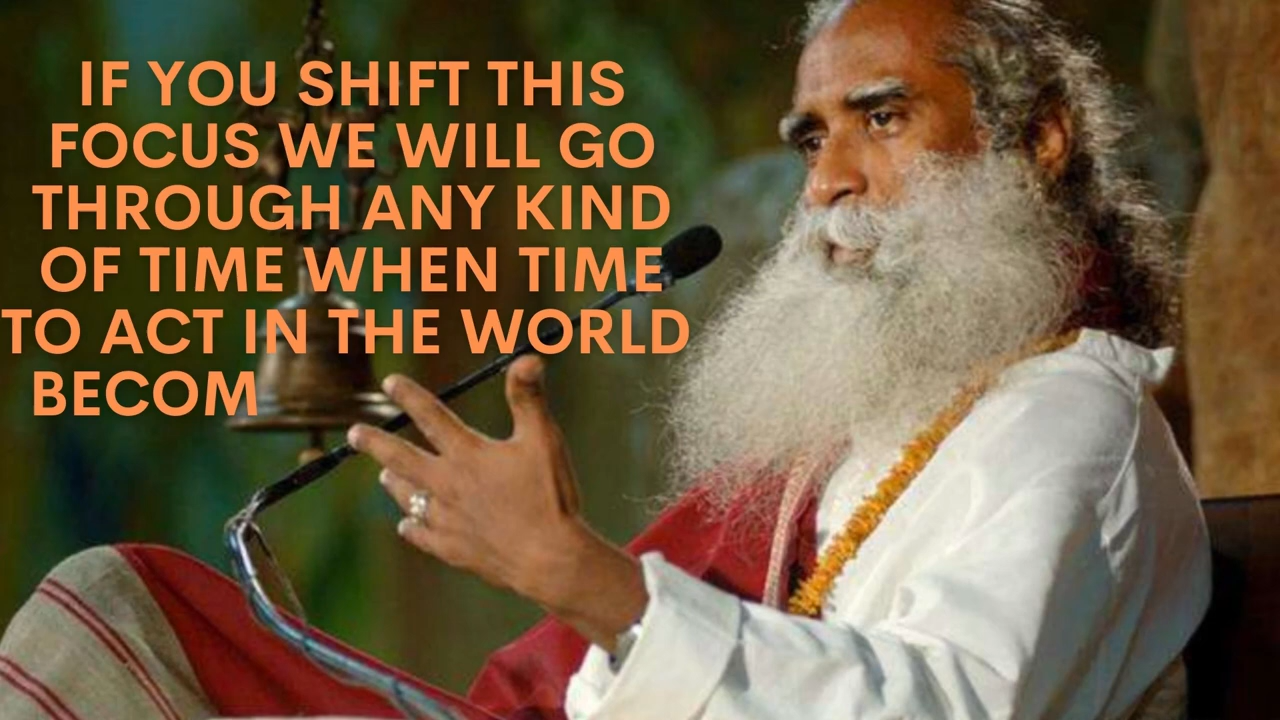 IF YOU SHIFT THIS
FOCUS WE WILL GO
THROUGH ANY KIND
OF TIME WHEN TIME
TO ACT IN THE WORLD
BECOM